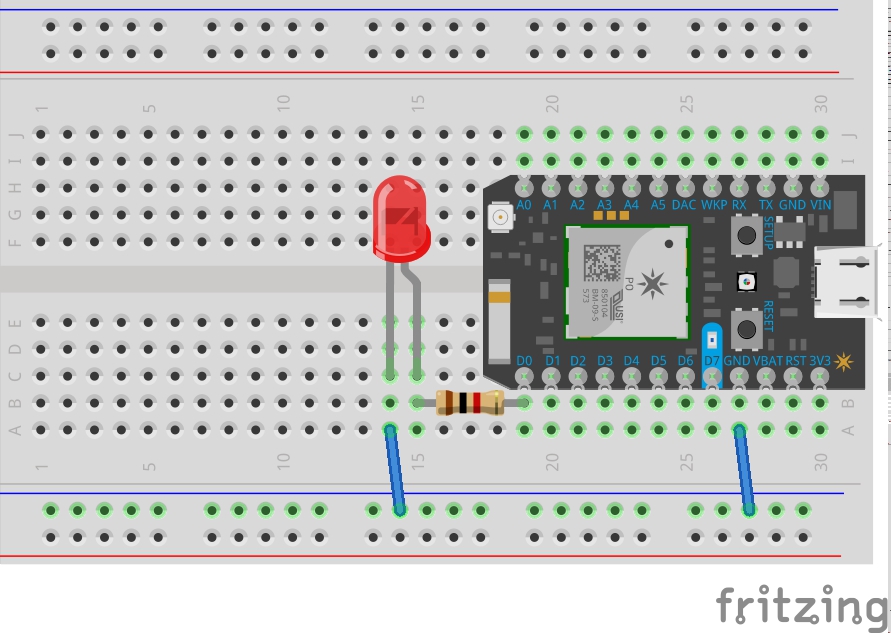 1 5 10 15 20 25 30
J J
I I
H
G
F
A0 A1 A2 A3 A4 A5 DAC WKP RX TX GND VIN
SETUP
P0
RESET
E
D
C
D0 D1 D2 D3 D4 D5 D6 D7 GND VBAT RST 3V3
B B
A A
1 5 10 15 20 25 30
fritzing